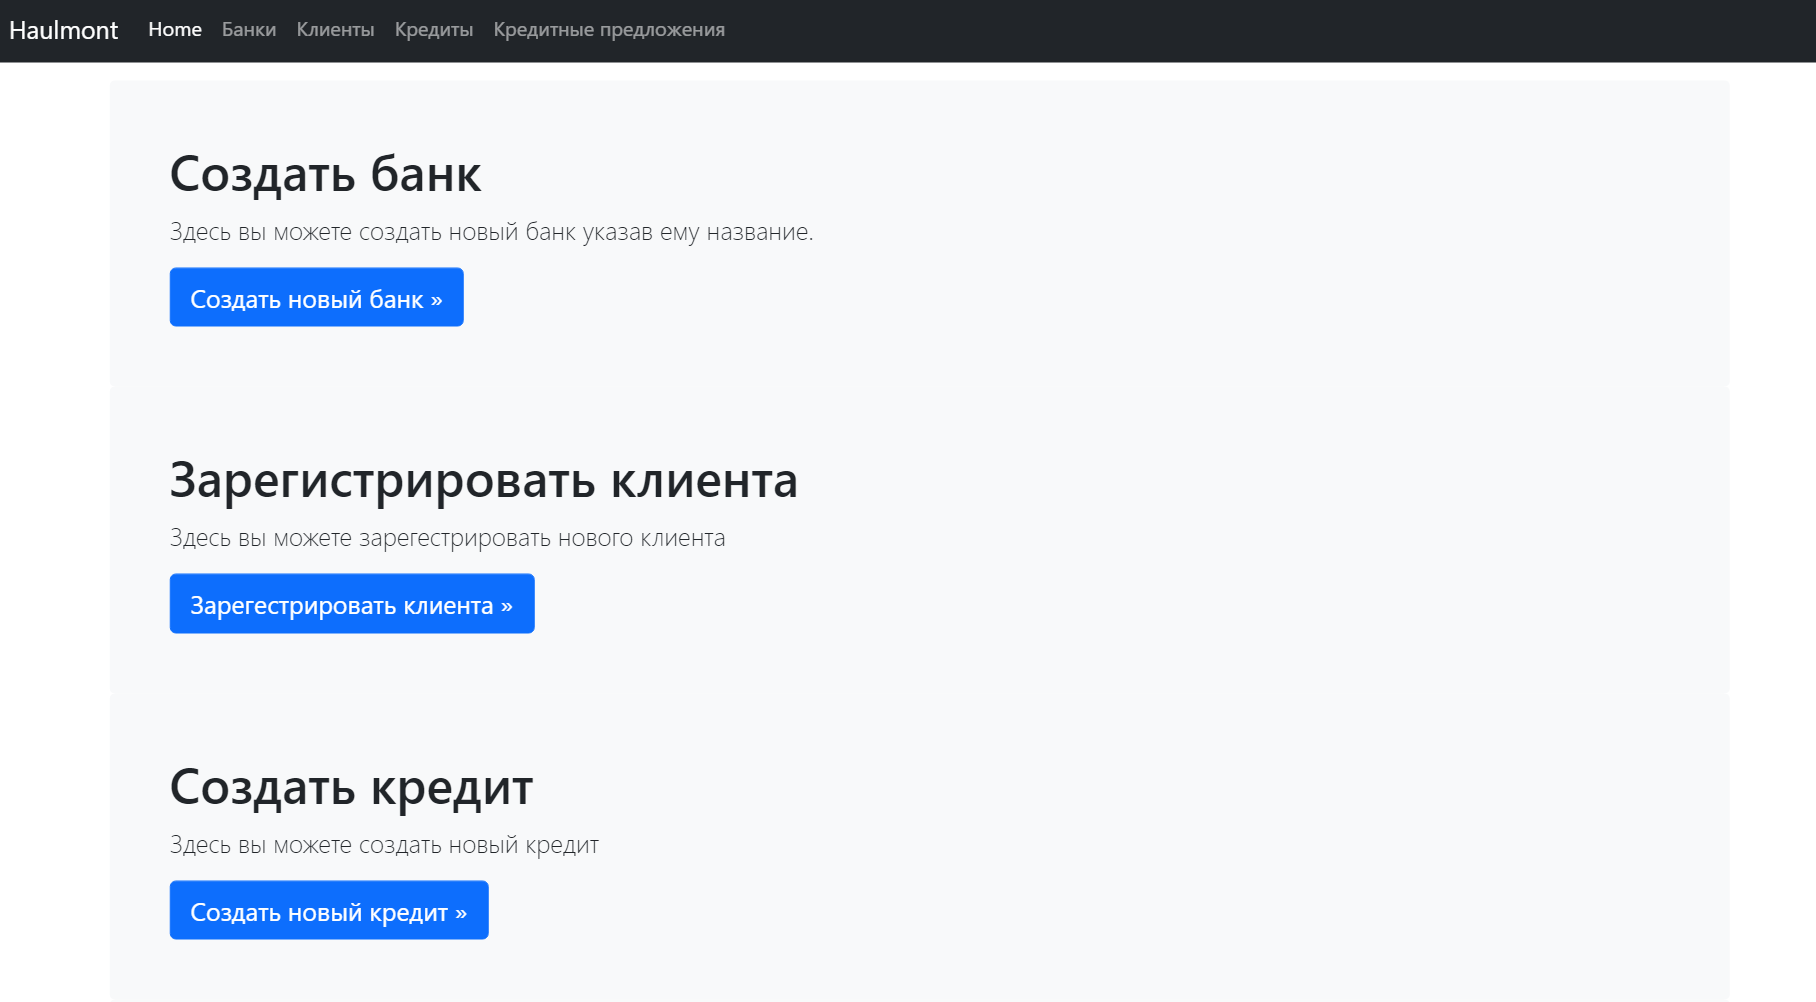 Haulmont Home Банки Клиенты Кредиты Кредитные предложения
Создать банк
Здесь вы можете создать новый банк указав ему название.
Создать новый банк »
Зарегистрировать клиента
Здесь вы можете зарегестрировать нового клиента
Зарегестрировать клиента »
Создать кредит
Здесь вы можете создать новый кредит
Создать новый кредит »